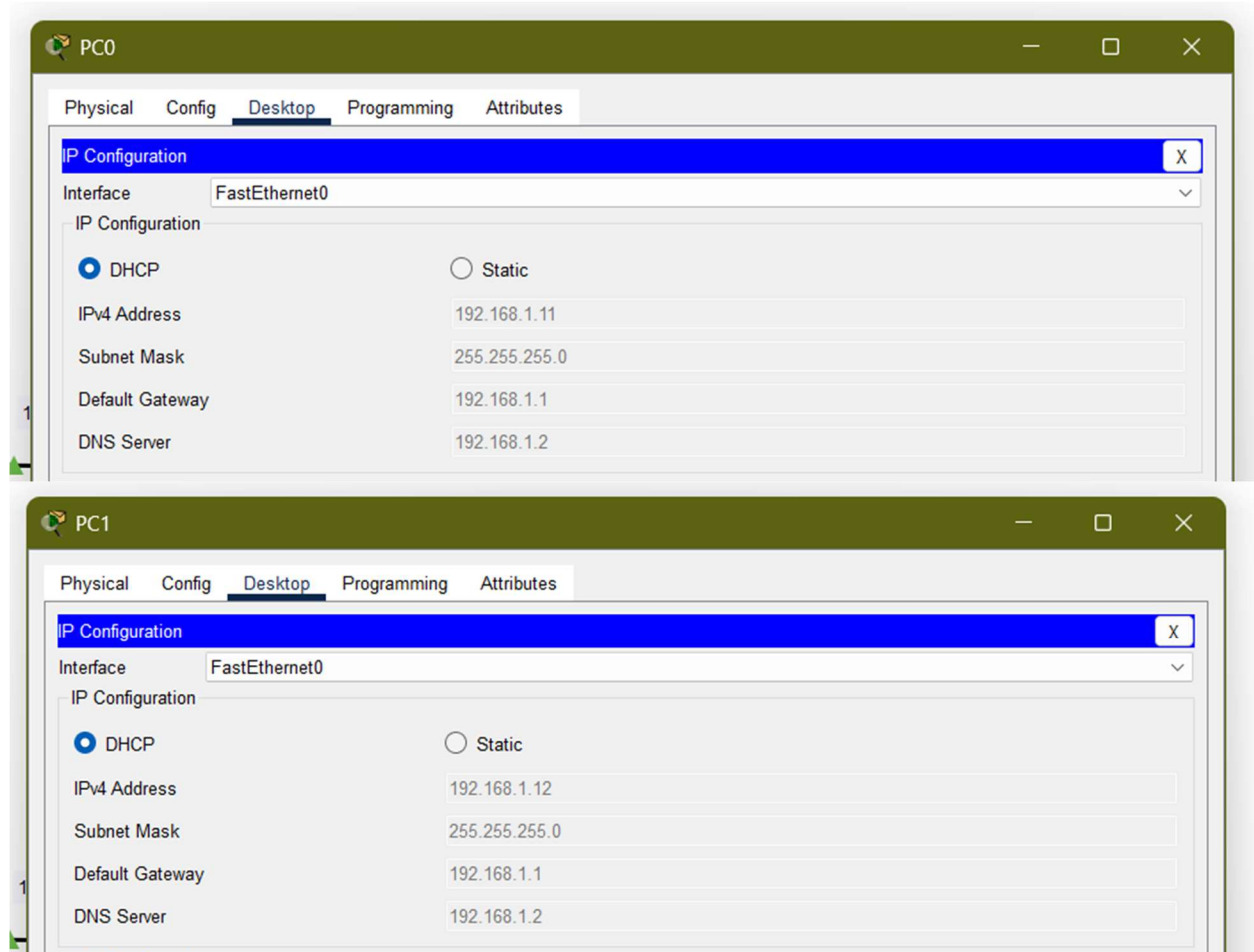 PC0
Physical Config Desktop Programming Attributes
IP Configuration X
Interface FastEthernet0
IP Configuration
DHCP Static
IPv4 Address 192.168.1.11
Subnet Mask 255.255.255.0
Default Gateway 192.168.1.1
1
DNS Server 192.168.1.2
PC1
Physical Config Desktop Programming Attributes
IP Configuration X
Interface FastEthernet0
IP Configuration
DHCP Static
IPv4 Address 192.168.1.12
Subnet Mask 255.255.255.0
Default Gateway 192.168.1.1
1
DNS Server 192.168.1.2